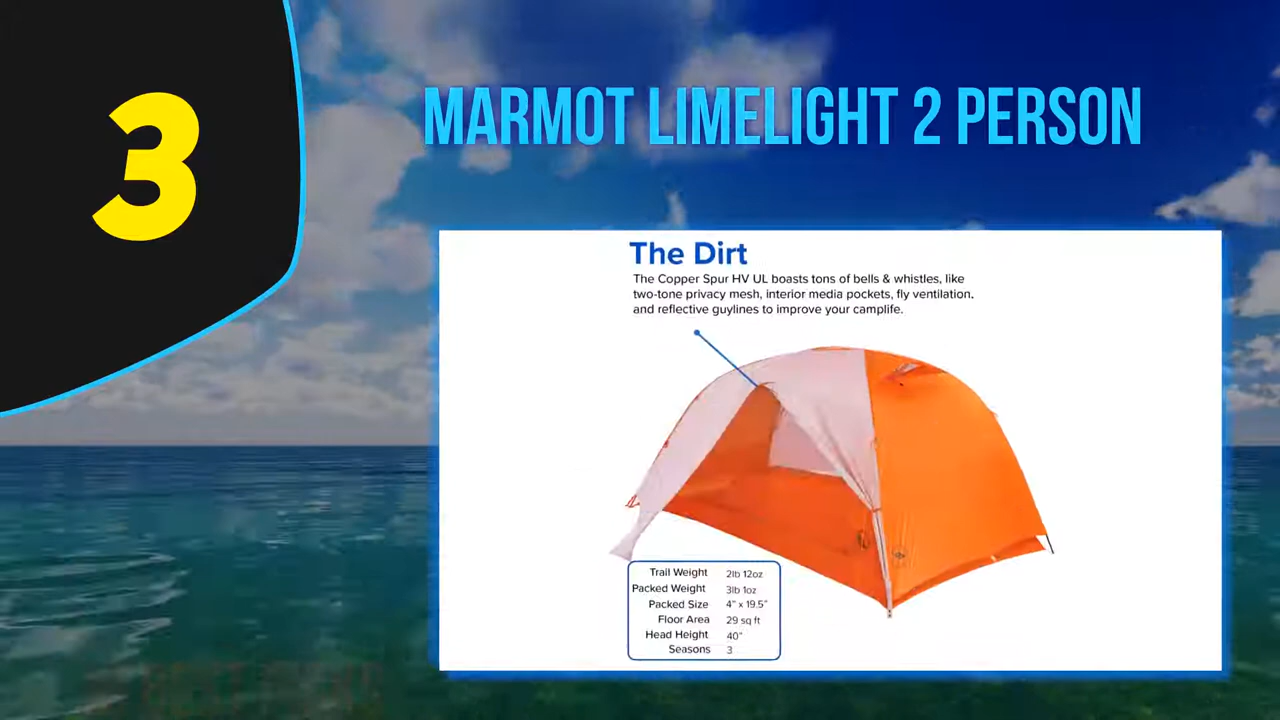 3
MARMOT LIMELIGHT 2 PERSON
The Dirt
The Copper Spur HV UL boasts tons of bells & whistles, like
two-tone privacy mesh, interior media pockets, fly ventilation,
and reflective guylines to improve your camplife.
Trail Weight 2lb 12oz
Packed Weight 3lb 1oz
Packed Size 4" x 19.5"
Floor Area 29 sq ft
Head Height 40"
Seasons 3